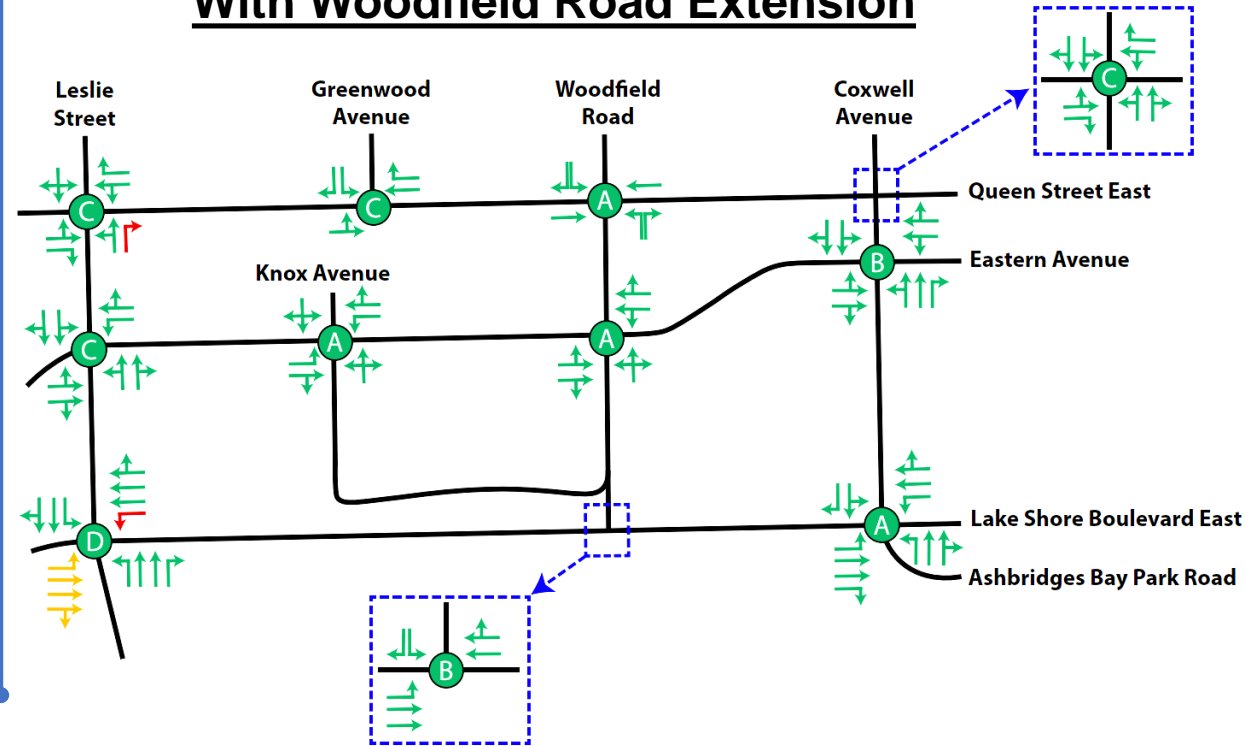 With Woodfield Road Extension
Leslie
Street
Greenwood
Avenue
Woodfield
Road
Coxwell
Avenue
C
Queen Street East
C
C
A
Eastern Avenue
B
Knox Avenue
C
A
A
Lake Shore Boulevard East
D
A
Ashbridges Bay Park Road
B